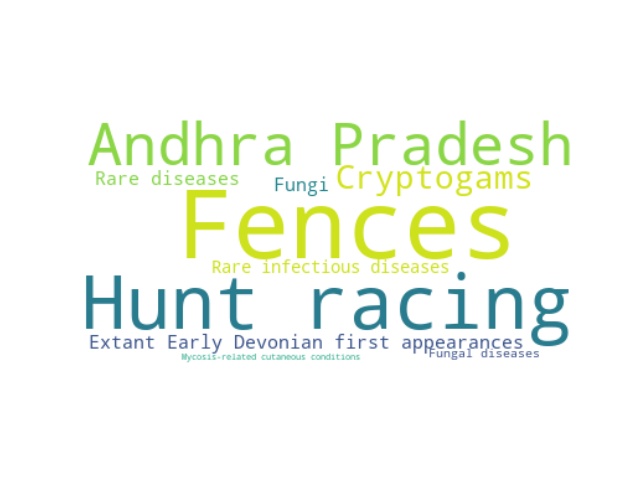 Andhra Pradesh
Rare diseases
Fungi
Cryptogams
Fences
Rare infectious diseases
Hunt racing
Extant Early Devonian first appearances
Mycosis-related cutaneous conditions
Fungal diseases